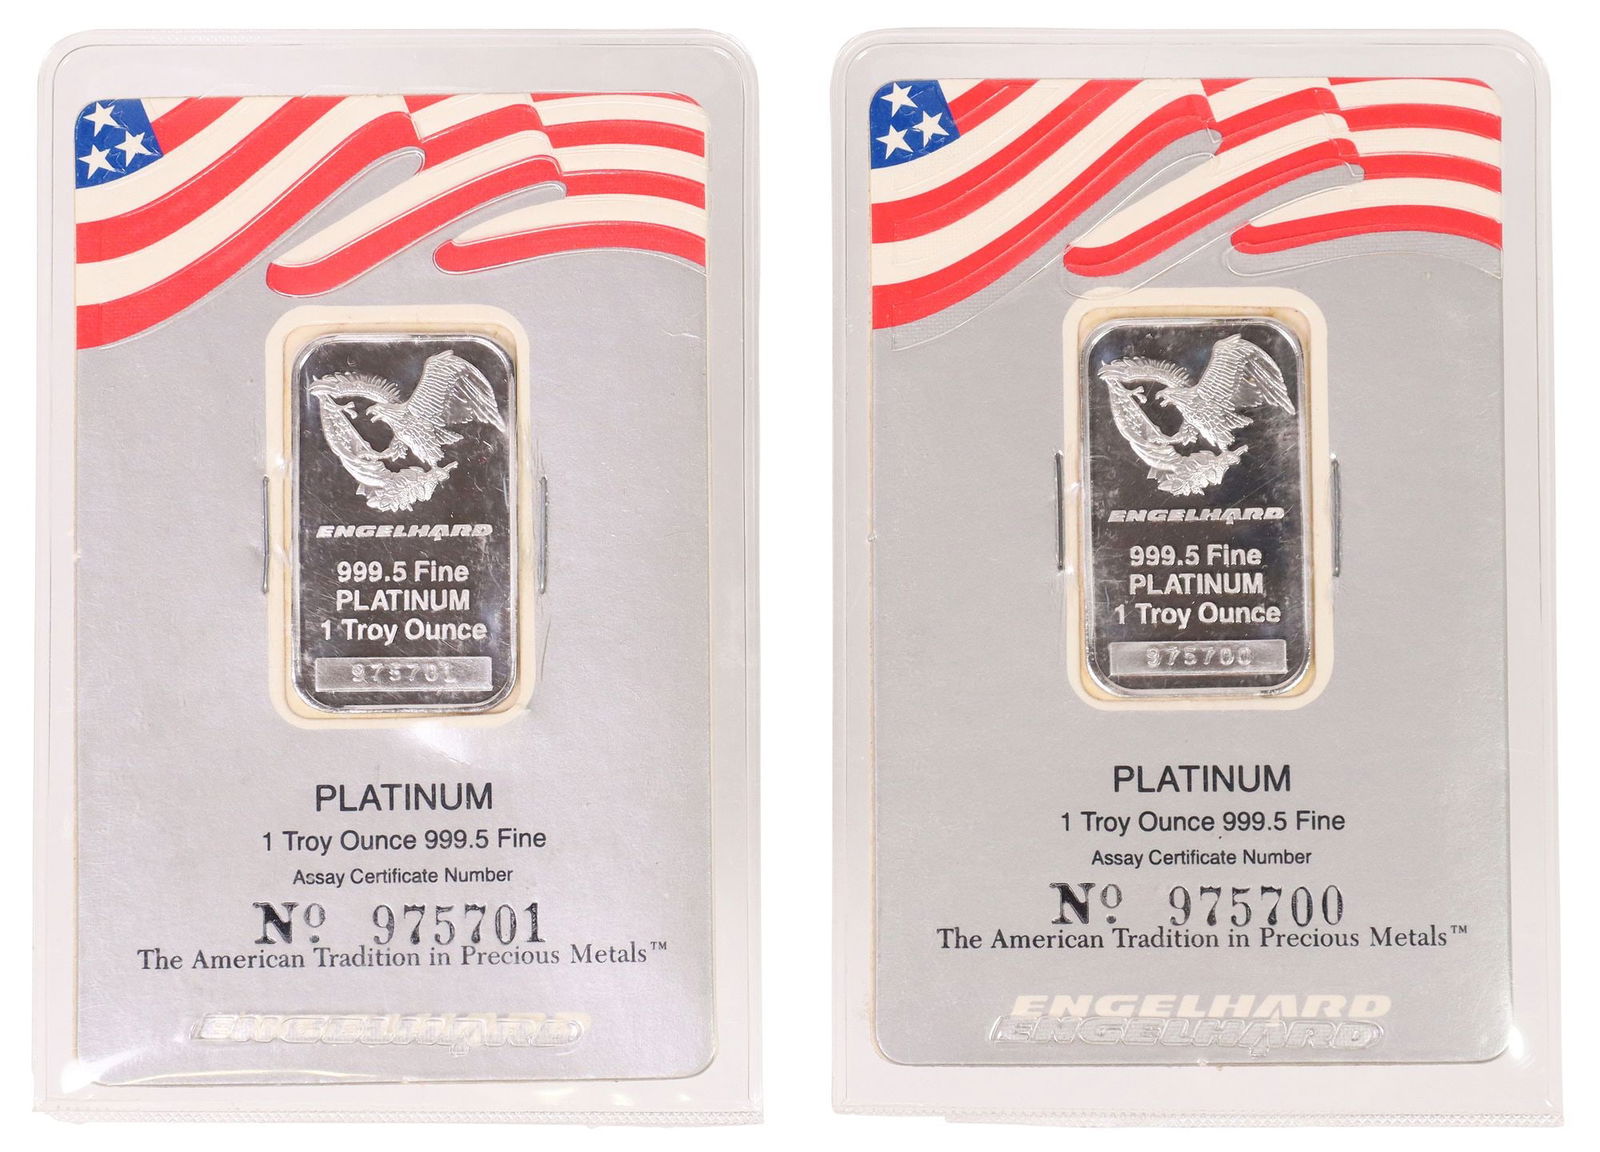 ENGELHARD
999.5 Fine
PLATINUM
1 Troy Ounce
975701
PLATINUM
1 Troy Ounce 999.5 Fine
Assay Certificate Number
No. 975701
The American Tradition in Precious Metals™
ENGELHARD
ENGELHARD
999.5 Fine
PLATINUM
1 Troy Ounce
975700
PLATINUM
1 Troy Ounce 999.5 Fine
Assay Certificate Number
No. 975700
The American Tradition in Precious Metals™
ENGELHARD
ENGELHARD